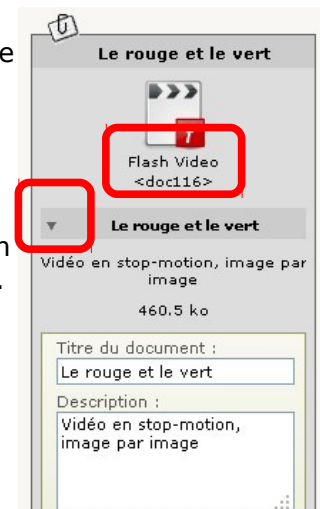 e
Le rouge et le vert
Flash Video
<doc116>
Le rouge et le vert
n
Vidéo en stop-motion, image par
image
.
460.5 ko
Titre du document :
Le rouge et le vert
Description :
Vidéo en stop-motion,
image par image